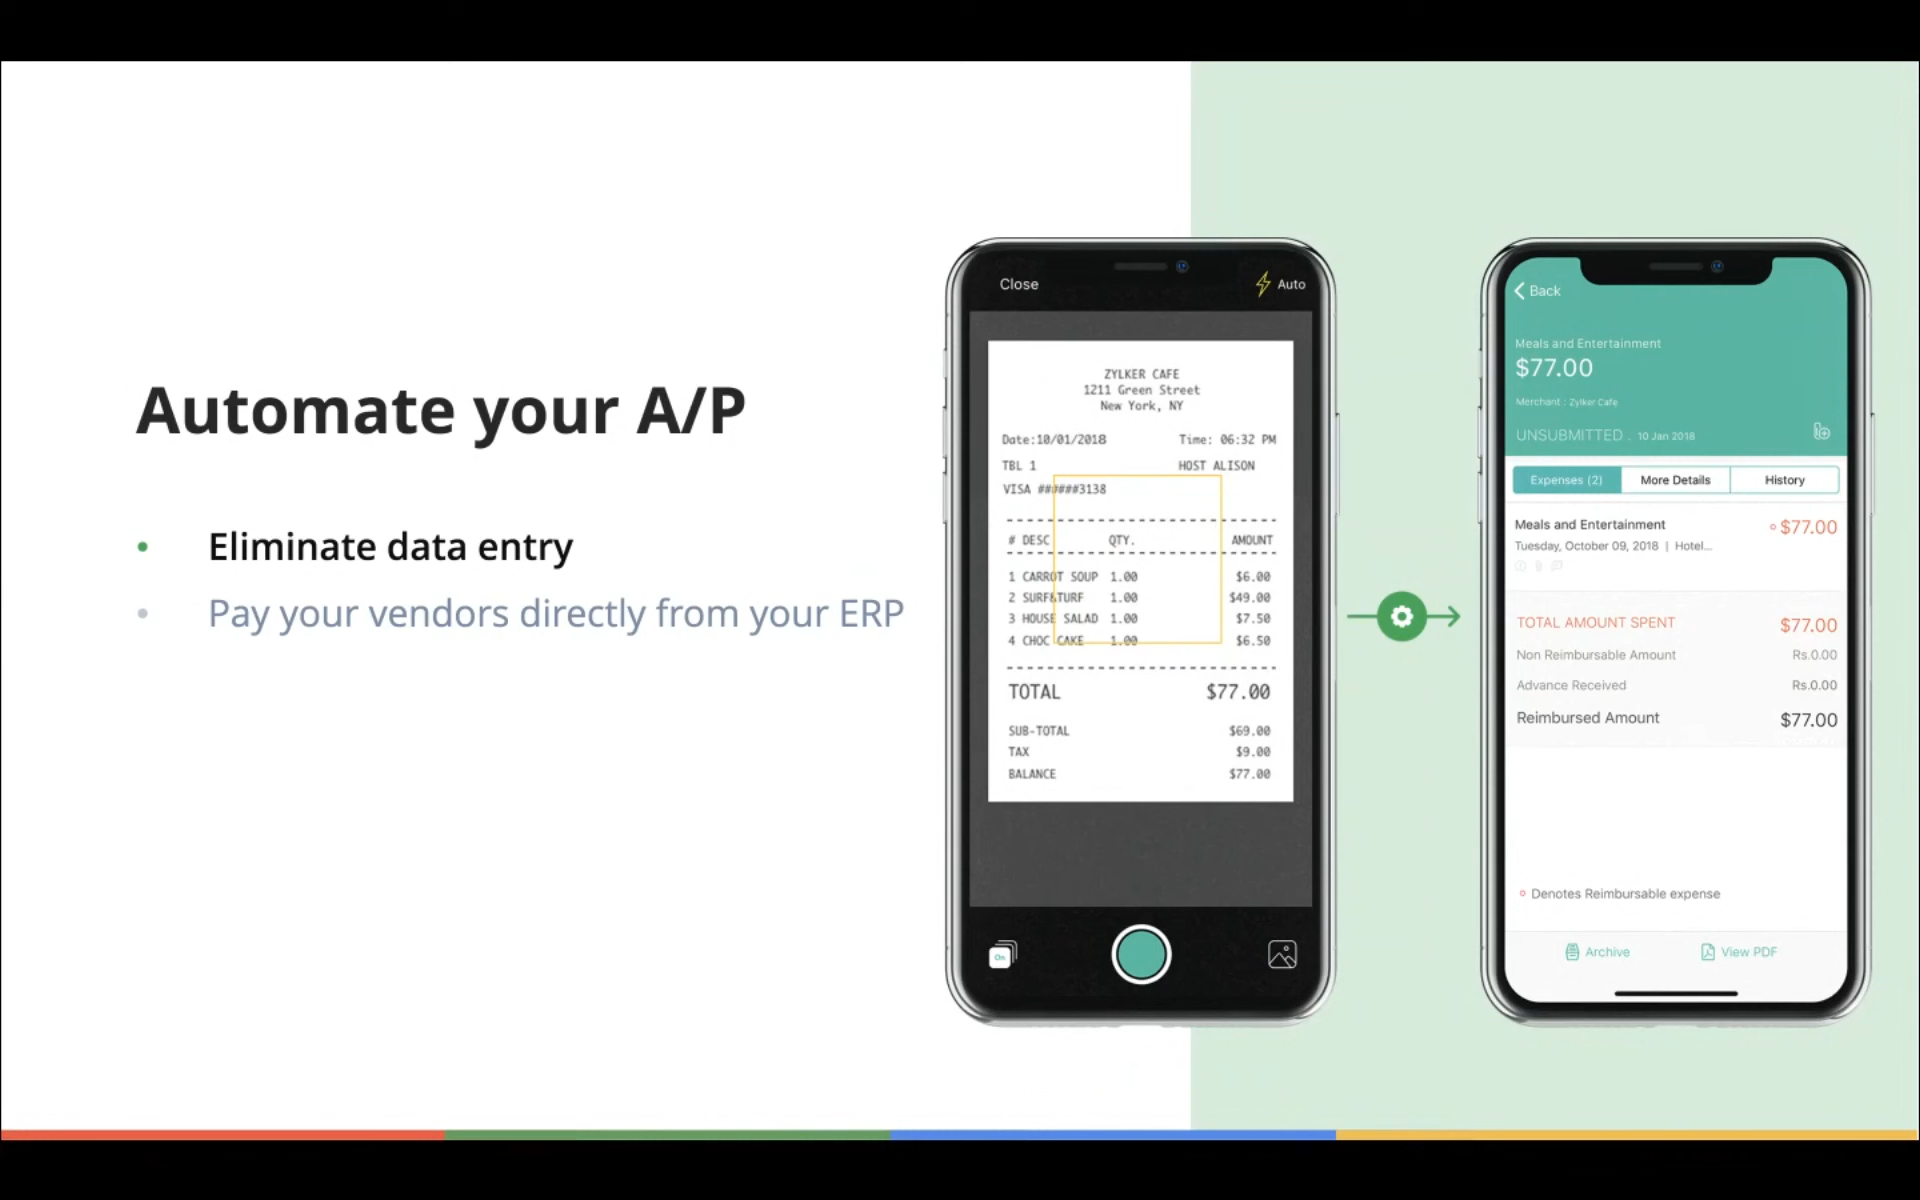 Automate your A/P
• Eliminate data entry
• Pay your vendors directly from your ERP
Close
Auto
ZYLKER CAFE
1211 Green Street
New York, NY
Date:10/01/2018 Time: 06:32 PM
TBL 1 HOST ALISON
VISA ######3138
# DESC QTY. AMOUNT
1 CARROT SOUP 1.00 $6.00
2 SURF&TURF 1.00 $49.00
3 HOUSE SALAD 1.00 $7.50
4 CHOC CAKE 1.00 $6.50
TOTAL $77.00
SUB-TOTAL $69.00
TAX $9.00
BALANCE $77.00
On
Back
Meals and Entertainment
$77.00
Merchant : Zylker Cafe
UNSUBMITTED . 10 Jan 2018
Expenses (2) More Details History
Meals and Entertainment $77.00
Tuesday, October 09, 2018 | Hotel...
TOTAL AMOUNT SPENT $77.00
Non Reimbursable Amount Rs.0.00
Advance Received Rs.0.00
Reimbursed Amount $77.00
Denotes Reimbursable expense
Archive View PDF